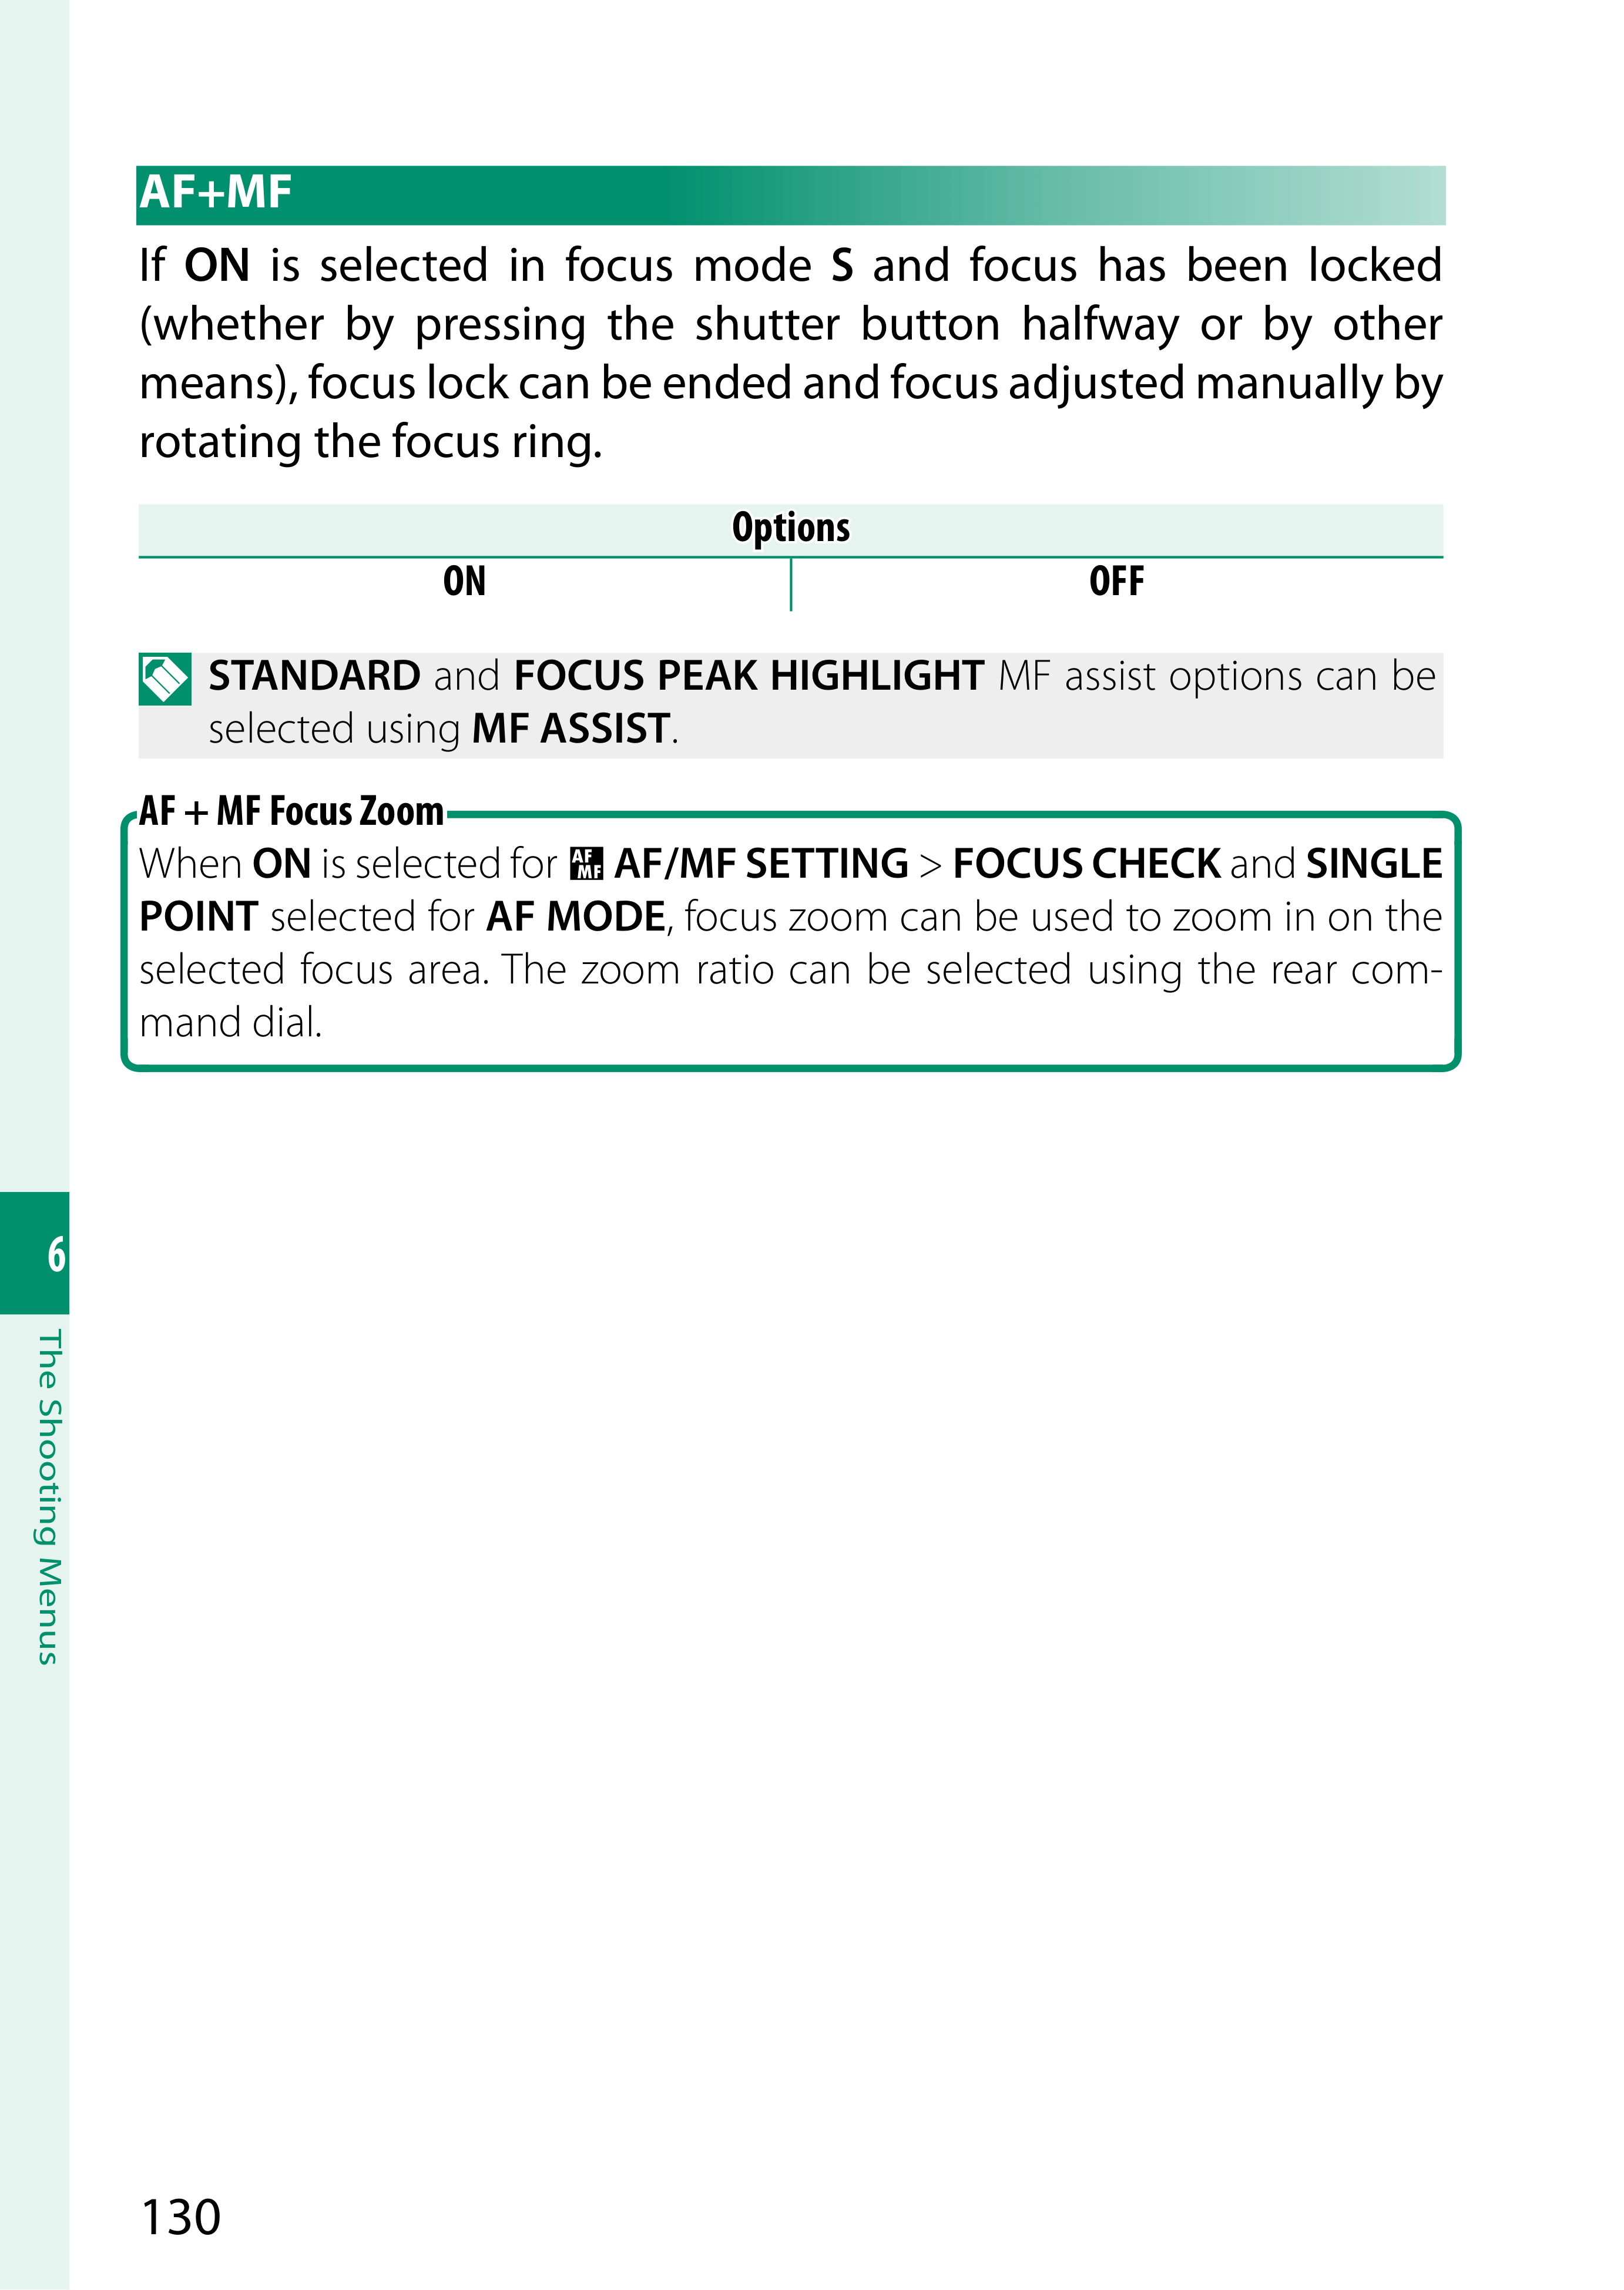 AF+MF
If ON is selected in focus mode S and focus has been locked
(whether by pressing the shutter button halfway or by other
means), focus lock can be ended and focus adjusted manually by
rotating the focus ring.
Options
ON OFF
STANDARD and FOCUS PEAK HIGHLIGHT MF assist options can be
selected using MF ASSIST.
AF + MF Focus Zoom
When ON is selected for AF MF AF/MF SETTING > FOCUS CHECK and SINGLE
POINT selected for AF MODE, focus zoom can be used to zoom in on the
selected focus area. The zoom ratio can be selected using the rear com-
mand dial.
6
The Shooting Menus
130